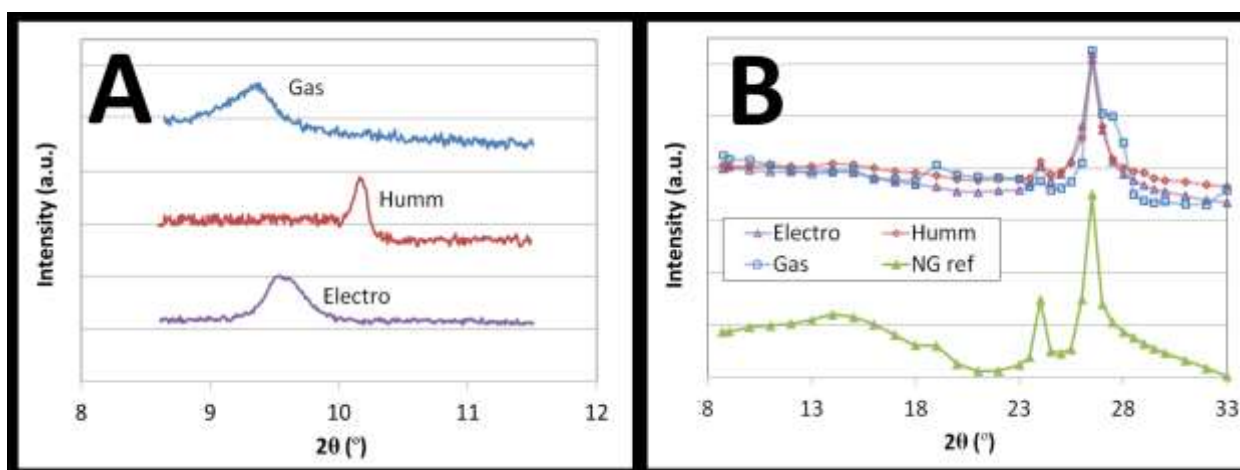 A
Gas
Humm
Electro
Intensity (a.u.)
8 9 10 11 12
2θ (°)
B
Intensity (a.u.)
Electro Humm
Gas NG ref
8 13 18 23 28 33
2θ (°)